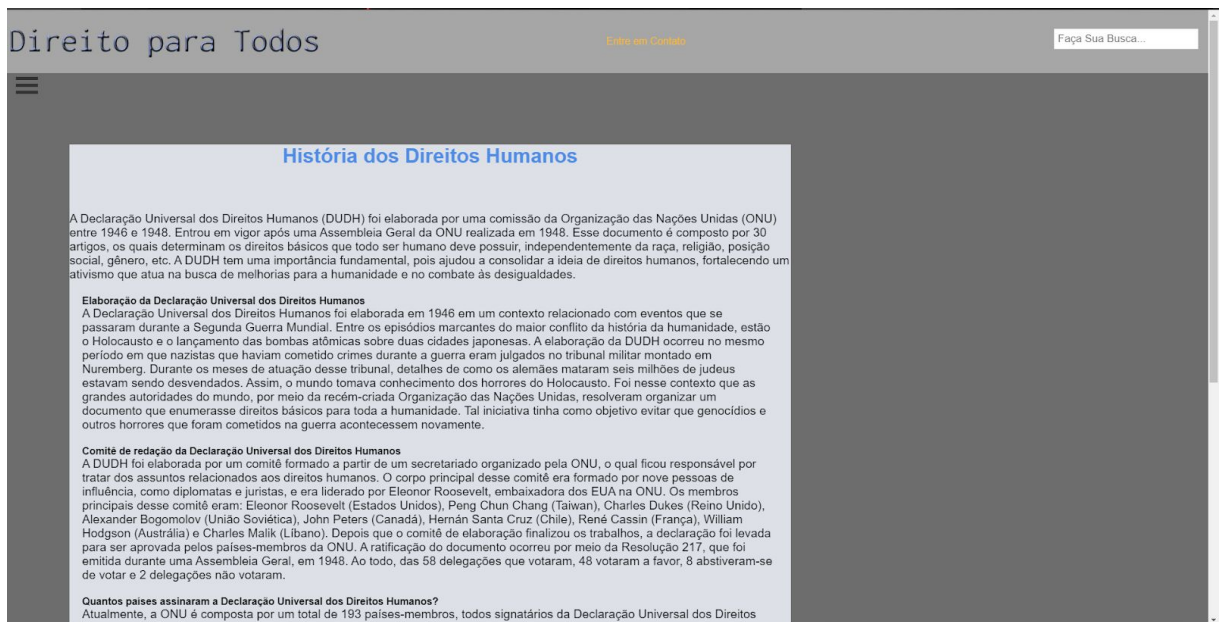 Direito para Todos
Entre em Contato
Faça Sua Busca...
História dos Direitos Humanos
A Declaração Universal dos Direitos Humanos (DUDH) foi elaborada por uma comissão da Organização das Nações Unidas (ONU)
entre 1946 e 1948. Entrou em vigor após uma Assembleia Geral da ONU realizada em 1948. Esse documento é composto por 30
artigos, os quais determinam os direitos básicos que todo ser humano deve possuir, independentemente da raça, religião, posição
social, gênero, etc. A DUDH tem uma importância fundamental, pois ajudou a consolidar a ideia de direitos humanos, fortalecendo um
ativismo que atua na busca de melhorias para a humanidade e no combate às desigualdades.
Elaboração da Declaração Universal dos Direitos Humanos
A Declaração Universal dos Direitos Humanos foi elaborada em 1946 em um contexto relacionado com eventos que se
passaram durante a Segunda Guerra Mundial. Entre os episódios marcantes do maior conflito da história da humanidade, estão
o Holocausto e o lançamento das bombas atômicas sobre duas cidades japonesas. A elaboração da DUDH ocorreu no mesmo
período em que nazistas que haviam cometido crimes durante a guerra eram julgados no tribunal militar montado em
Nuremberg. Durante os meses de atuação desse tribunal, detalhes de como os alemães mataram seis milhões de judeus
estavam sendo desvendados. Assim, o mundo tomava conhecimento dos horrores do Holocausto. Foi nesse contexto que as
grandes autoridades do mundo, por meio da recém-criada Organização das Nações Unidas, resolveram organizar um
documento que enumerasse direitos básicos para toda a humanidade. Tal iniciativa tinha como objetivo evitar que genocídios e
outros horrores que foram cometidos na guerra acontecessem novamente.
Comitê de redação da Declaração Universal dos Direitos Humanos
A DUDH foi elaborada por um comitê formado a partir de um secretariado organizado pela ONU, o qual ficou responsável por
tratar dos assuntos relacionados aos direitos humanos. O corpo principal desse comitê era formado por nove pessoas de
influência, como diplomatas e juristas, e era liderado por Eleonor Roosevelt, embaixadora dos EUA na ONU. Os membros
principais desse comitê eram: Eleonor Roosevelt (Estados Unidos), Peng Chun Chang (Taiwan), Charles Dukes (Reino Unido),
Alexander Bogomolov (União Soviética), John Peters (Canadá), Hernán Santa Cruz (Chile), René Cassin (França), William
Hodgson (Austrália) e Charles Malik (Líbano). Depois que o comitê de elaboração finalizou os trabalhos, a declaração foi levada
para ser aprovada pelos países-membros da ONU. A ratificação do documento ocorreu por meio da Resolução 217, que foi
emitida durante uma Assembleia Geral, em 1948. Ao todo, das 58 delegações que votaram, 48 votaram a favor, 8 abstiveram-se
de votar e 2 delegações não votaram.
Quantos paises assinaram a Declaração Universal dos Direitos Humanos?
Atualmente, a ONU é composta por um total de 193 países-membros, todos signatários da Declaração Universal dos Direitos